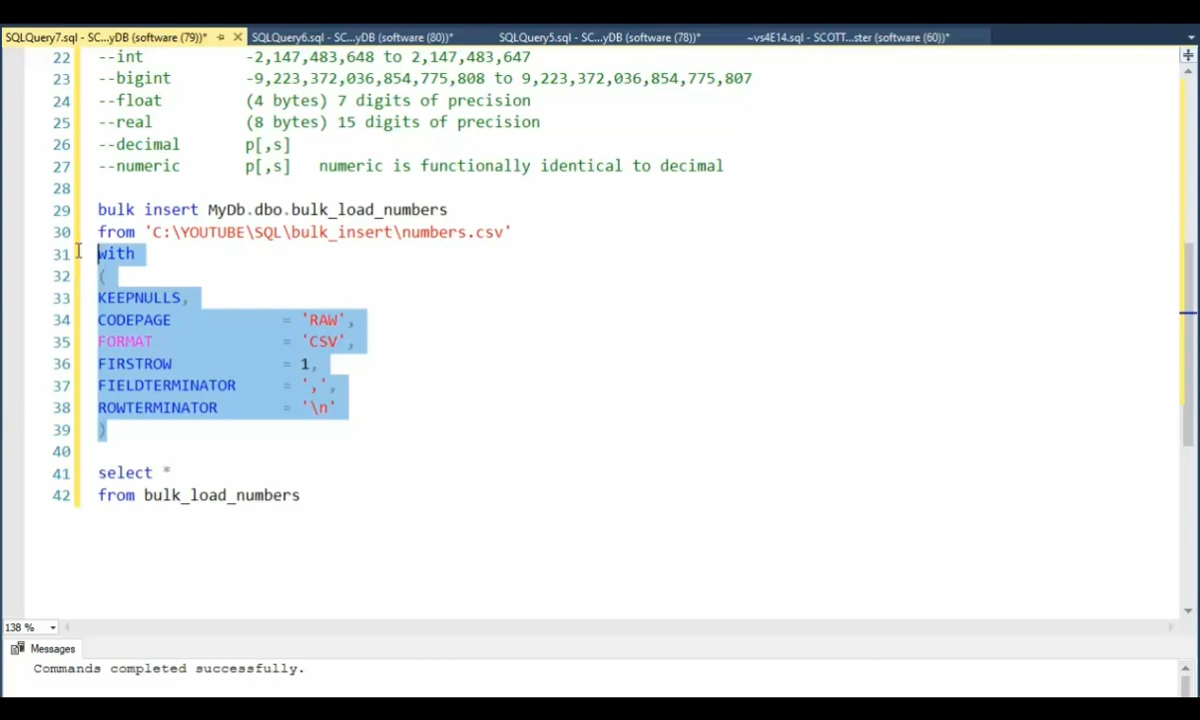 SQLQuery7.sql - SC...yDB (software (79))* SQLQuery6.sql - SC...yDB (software (80))* SQLQuery5.sql - SC...yDB (software (78))* ~vs4E14.sql - SCOTT...ster (software (60))*
22 --int -2,147,483,648 to 2,147,483,647
23 --bigint -9,223,372,036,854,775,808 to 9,223,372,036,854,775,807
24 --float (4 bytes) 7 digits of precision
25 --real (8 bytes) 15 digits of precision
26 --decimal p[,s]
27 --numeric p[,s] numeric is functionally identical to decimal
28
29 bulk insert MyDb.dbo.bulk_load_numbers
30 from 'C:\YOUTUBE\SQL\bulk_insert\numbers.csv'
31 with
32 (
33 KEEPNULLS,
34 CODEPAGE = 'RAW',
35 FORMAT = 'CSV',
36 FIRSTROW = 1,
37 FIELDTERMINATOR = ',',
38 ROWTERMINATOR = '\n'
39 )
40
41 select *
42 from bulk_load_numbers
138 %
Messages
Commands completed successfully.